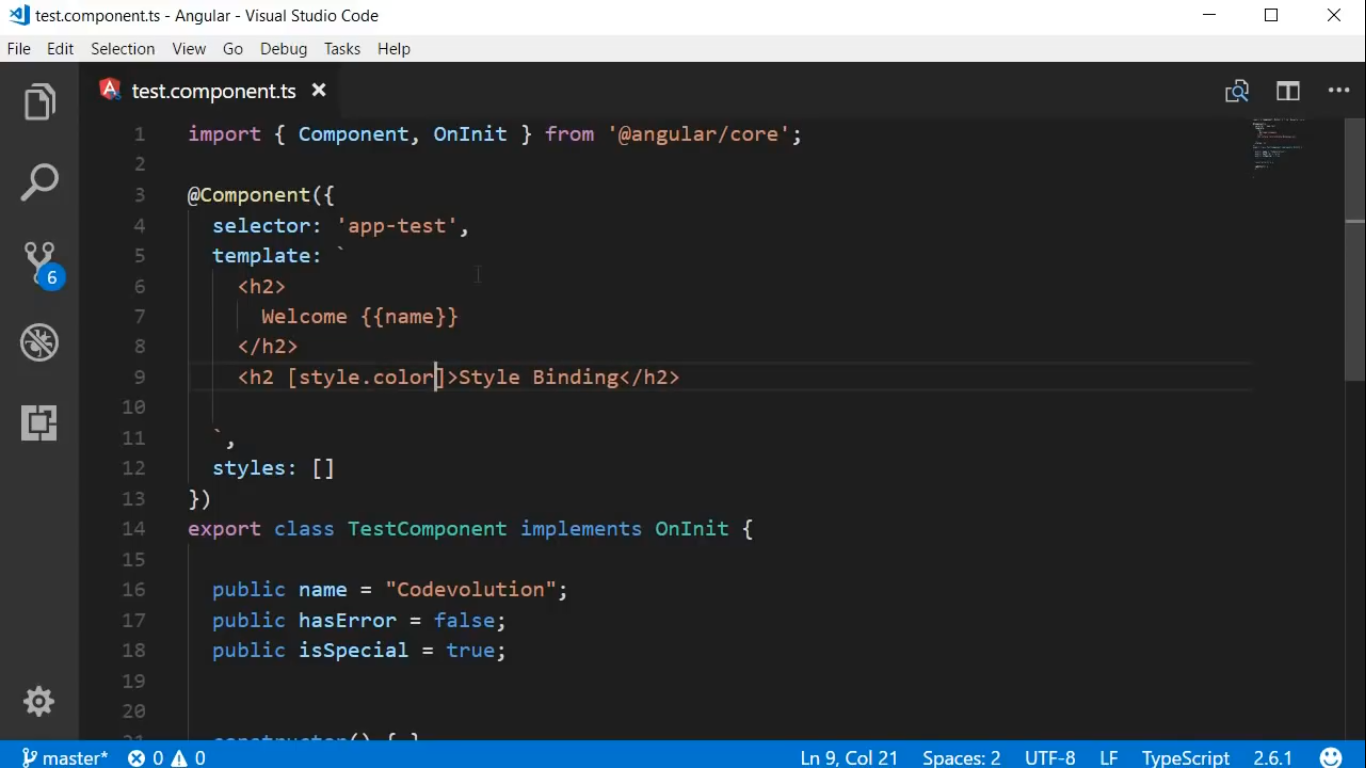 test.component.ts - Angular - Visual Studio Code
File Edit Selection View Go Debug Tasks Help
test.component.ts
1 import { Component, OnInit } from '@angular/core';
2
3 @Component({
4 selector: 'app-test',
5 template: `
6 <h2>
7 Welcome {{name}}
8 </h2>
9 <h2 [style.color]>Style Binding</h2>
10
11 `,
12 styles: []
13 })
14 export class TestComponent implements OnInit {
15
16 public name = "Codevolution";
17 public hasError = false;
18 public isSpecial = true;
19
20
21 constructor() { }
6
master* 0 0 Ln 9, Col 21 Spaces: 2 UTF-8 LF TypeScript 2.6.1